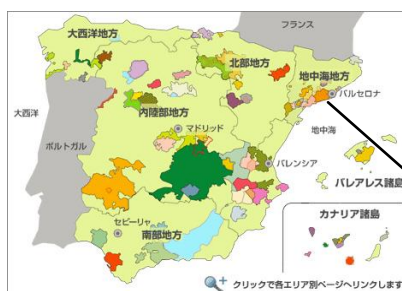 フランス
大西洋地方
北部地方
地中海地方
大西洋
内陸部地方
バルセロナ
マドリッド
地中海
ポルトガル
バレンシア
バレアレス諸島
カナリア諸島
セビーリャ
南部地方
クリックで各エリア別ページへリンクします